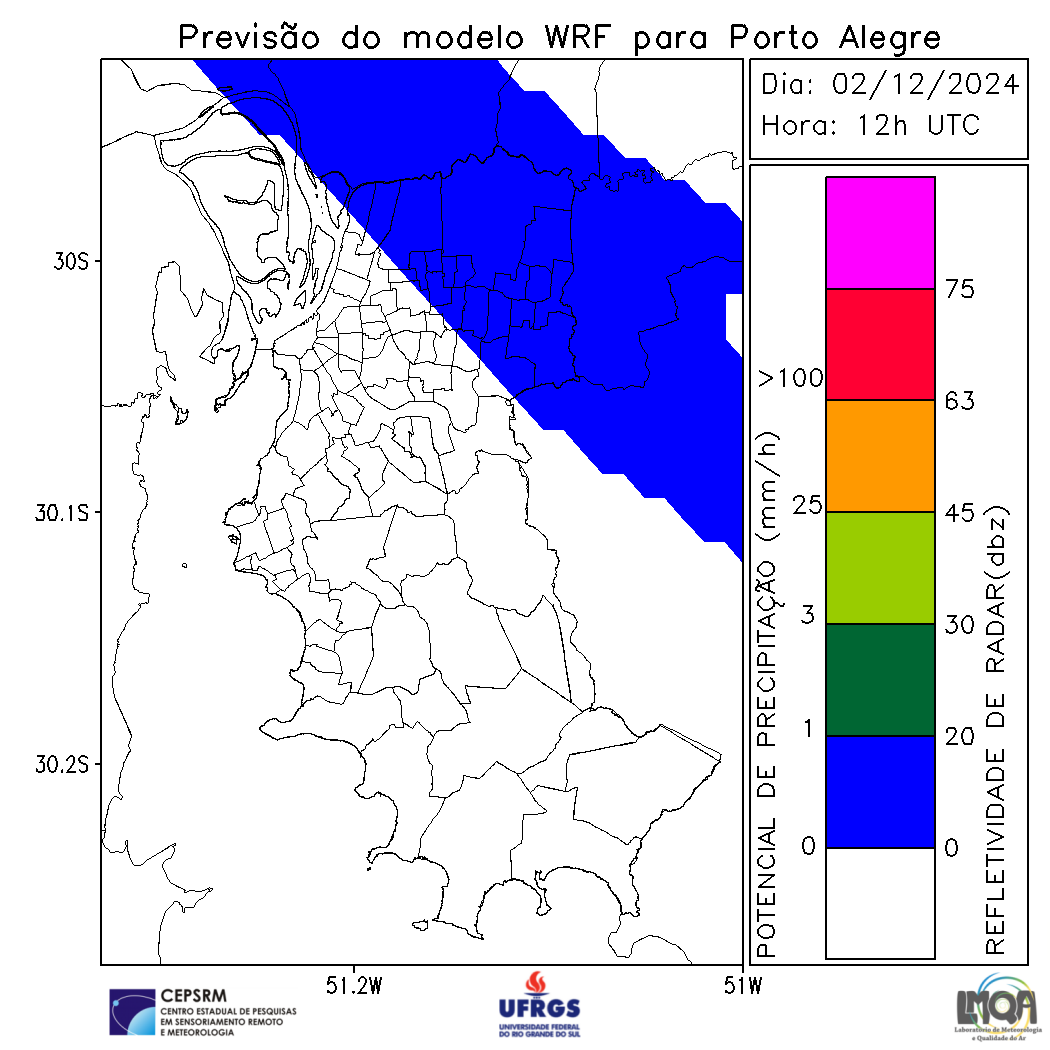 Previsão do modelo WRF para Porto Alegre
Dia: 02/12/2024
Hora: 12h UTC
30S
30.1S
30.2S
51.2W
51W
POTENCIAL DE PRECIPITAÇÃO (mm/h)
>100
25
3
1
0
75
63
45
30
20
0
REFLETIVIDADE DE RADAR(dbz)
CEPSRM
CENTRO ESTADUAL DE PESQUISAS
EM SENSORIAMENTO REMOTO
E METEOROLOGIA
UFRGS
UNIVERSIDADE FEDERAL
DO RIO GRANDE DO SUL
LMQA
Laboratório de Meteorologia
e Qualidade do Ar